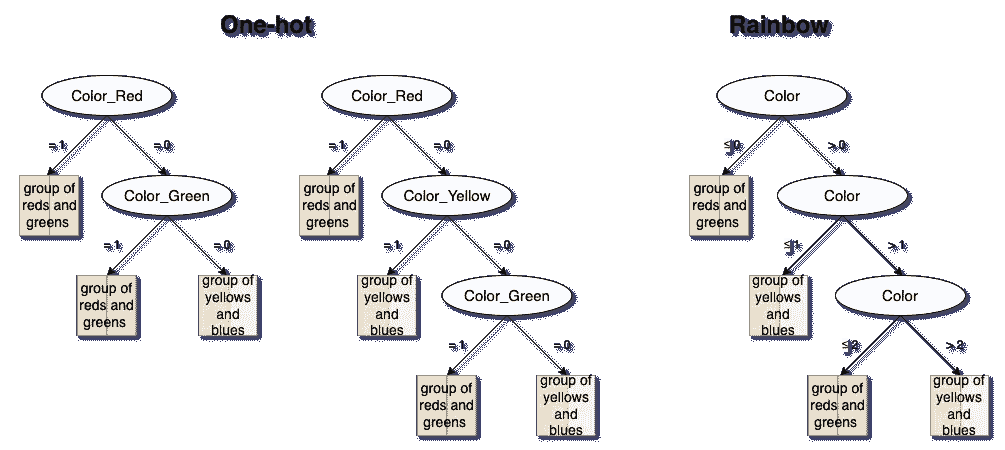 One-hot
Rainbow
Color_Red
=1
=0
group of
reds and
greens
Color_Green
=1
=0
group of
reds and
greens
group of
yellows
and
blues
Color_Red
=1
=0
group of
reds and
greens
Color_Yellow
=1
=0
group of
yellows
and
blues
Color_Green
=1
=0
group of
reds and
greens
group of
yellows
and
blues
Color
≤0
>0
group of
reds and
greens
Color
≤1
>1
group of
yellows
and
blues
Color
≤2
>2
group of
reds and
greens
group of
yellows
and
blues